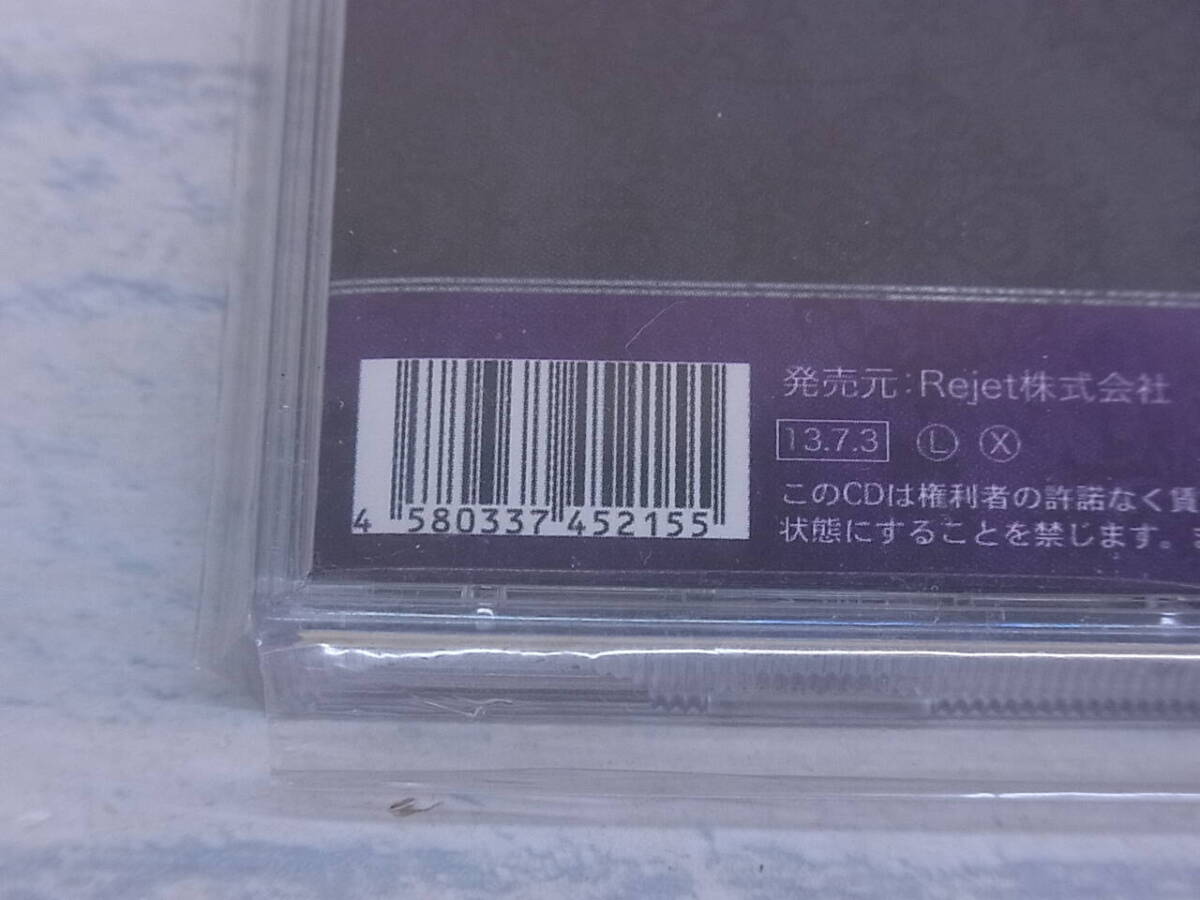 4 580337 452155
発売元:Rejet株式会社
13.7.3 Ⓛ Ⓧ
このCDは権利者の許諾なく賃
状態にすることを禁じます。